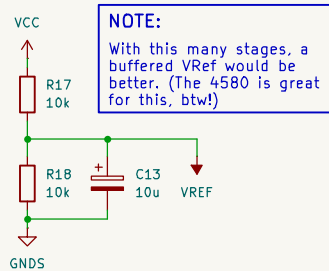 VCC
NOTE:
With this many stages, a
buffered VRef would be
better. (The 4580 is great
for this, btw!)
R17
10k
R18
10k
+
C13
10u
VREF
GNDS